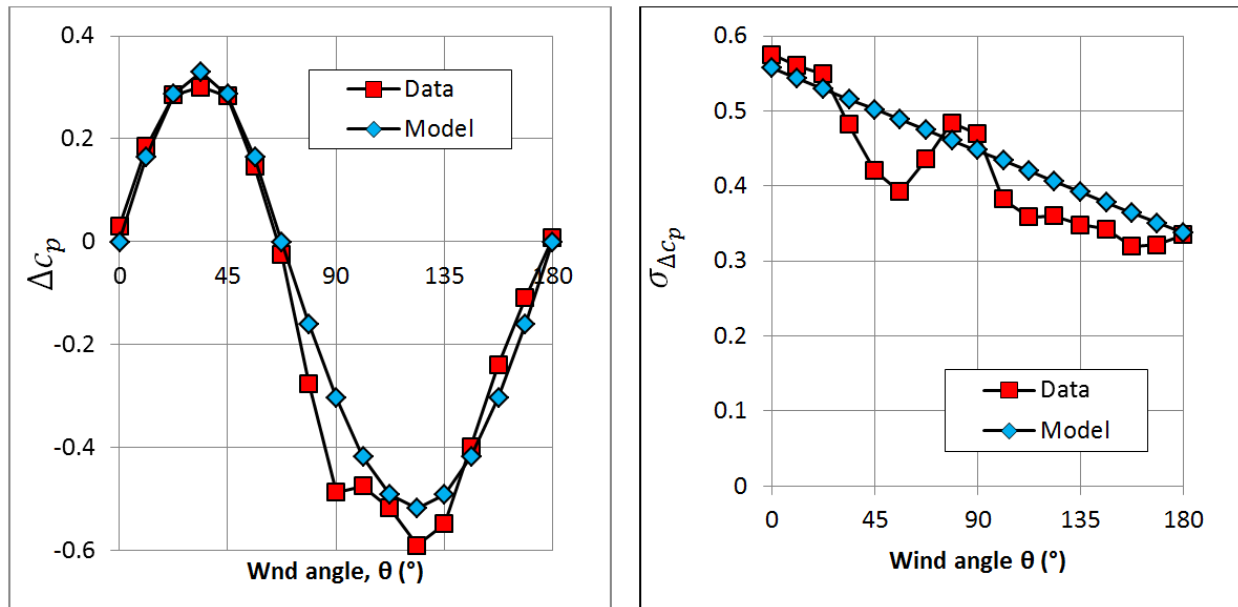 0.4
0.2
0
-0.2
-0.4
-0.6
Δcp
0 45 90 135 180
Data
Model
Wnd angle, θ (°)
0.6
0.5
0.4
0.3
0.2
0.1
0
σΔcp
Data
Model
0 45 90 135 180
Wind angle θ (°)